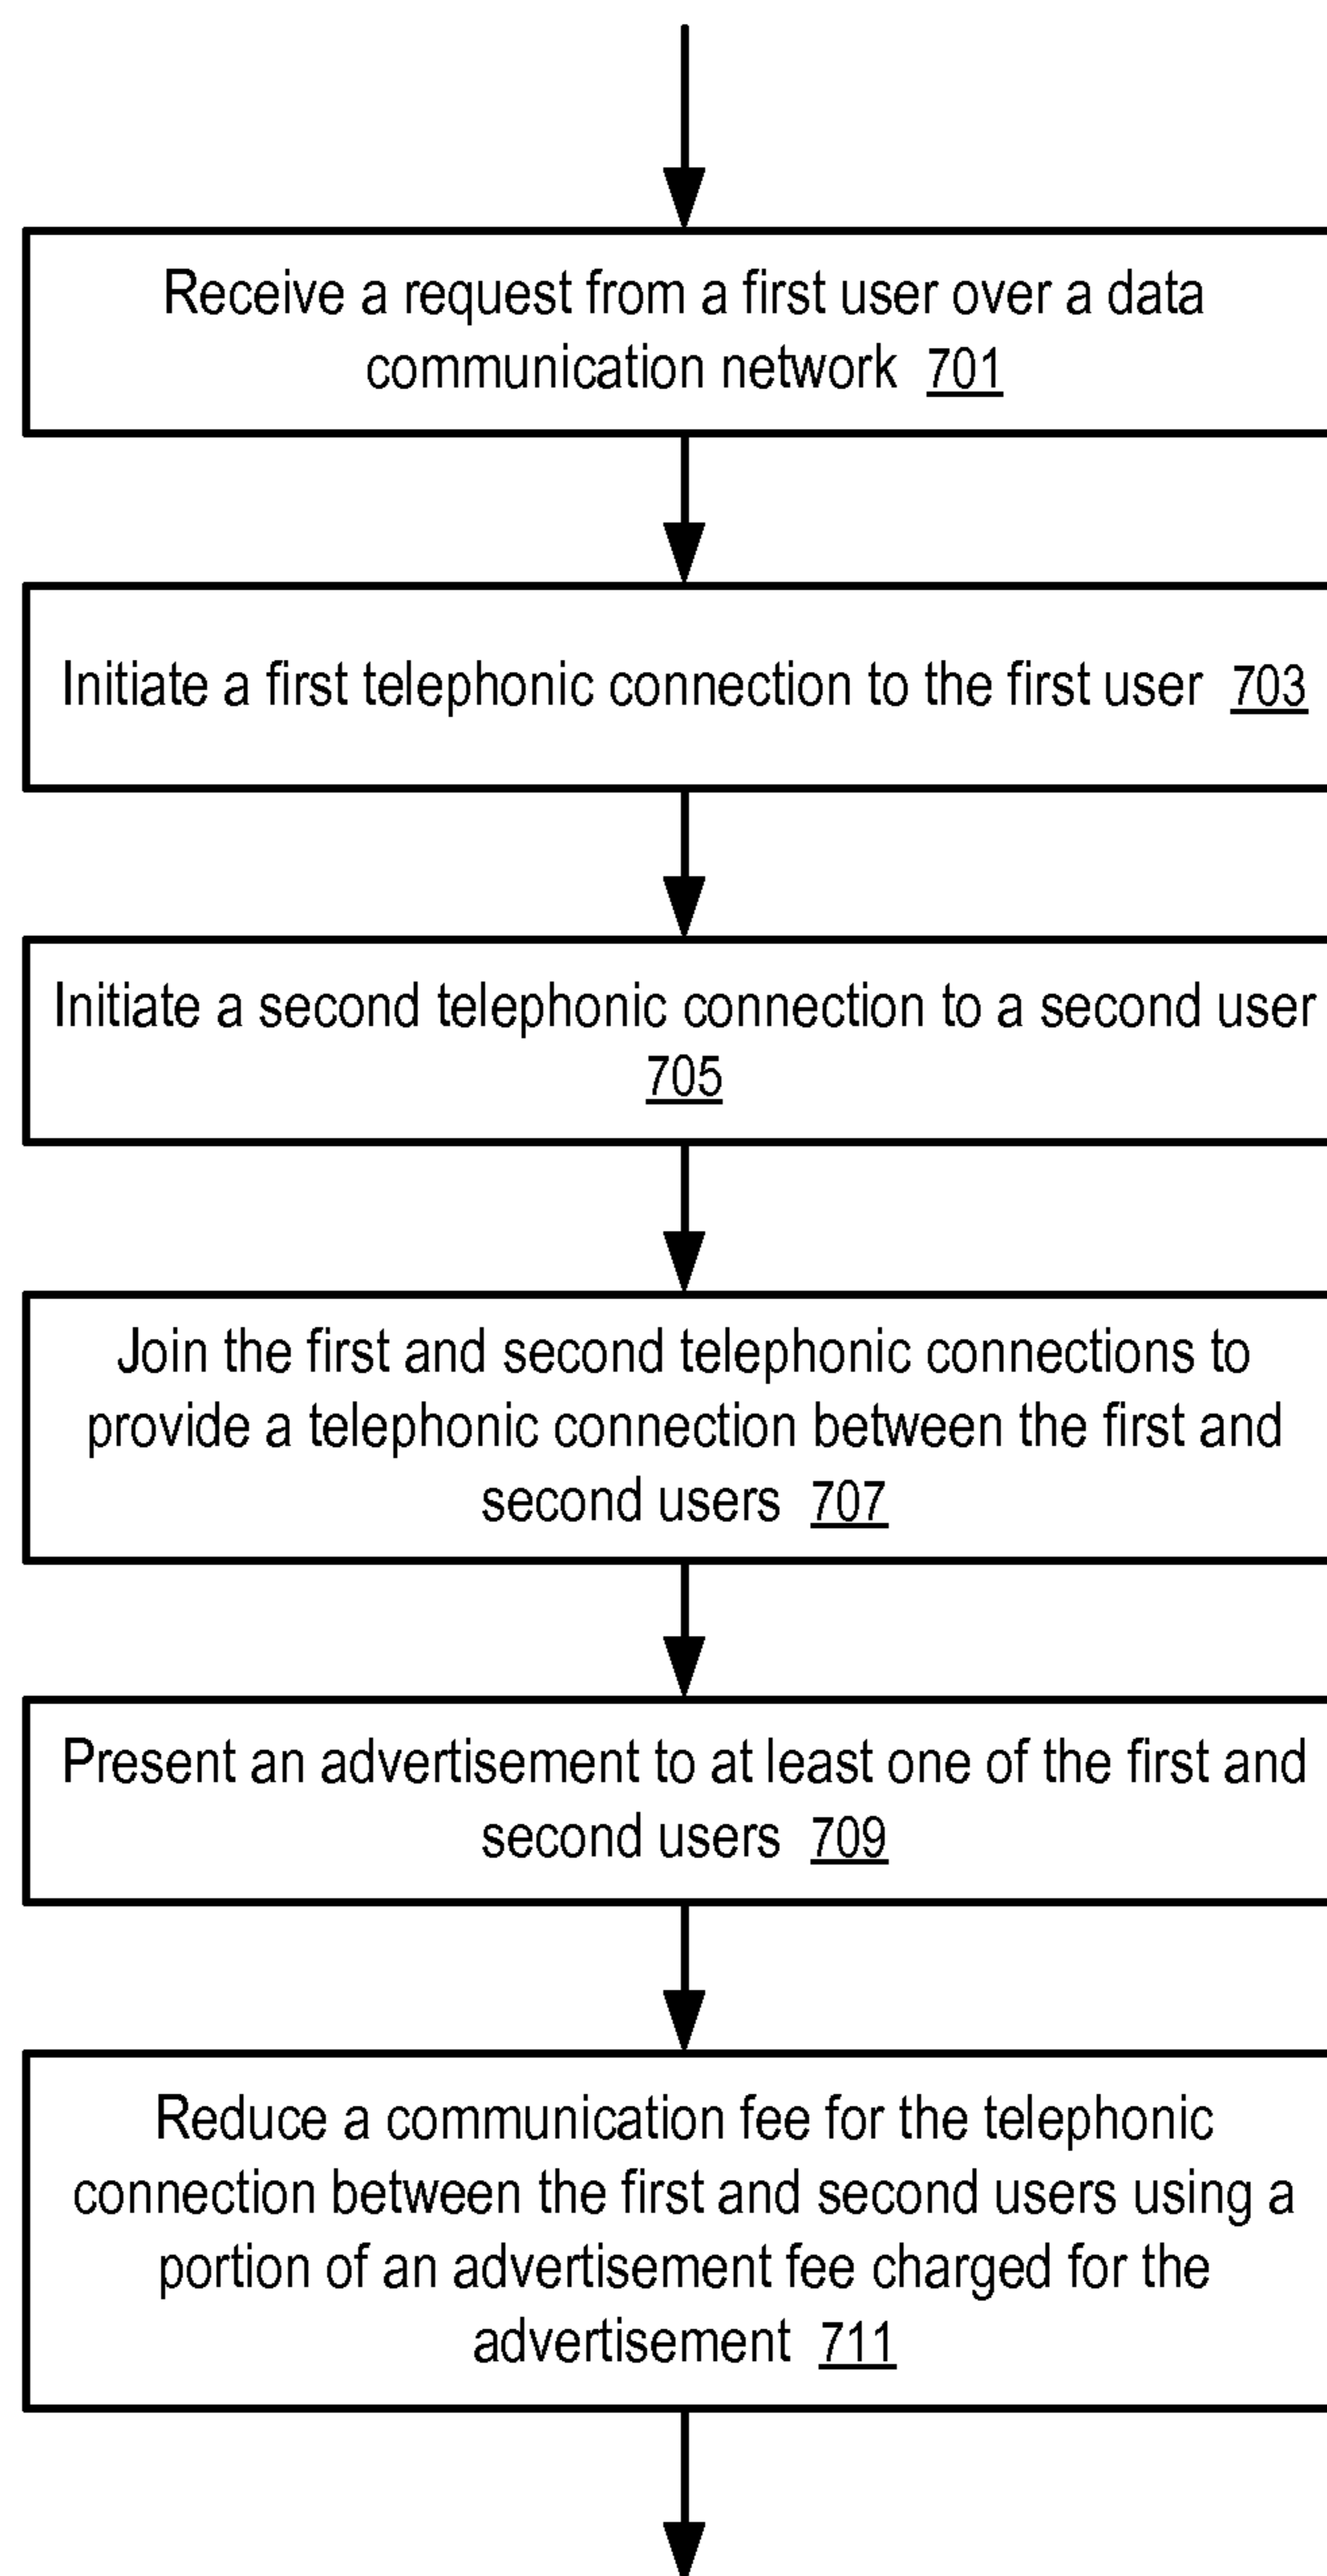 Receive a request from a first user over a data
communication network 701
Initiate a first telephonic connection to the first user 703
Initiate a second telephonic connection to a second user
705
Join the first and second telephonic connections to
provide a telephonic connection between the first and
second users 707
Present an advertisement to at least one of the first and
second users 709
Reduce a communication fee for the telephonic
connection between the first and second users using a
portion of an advertisement fee charged for the
advertisement 711